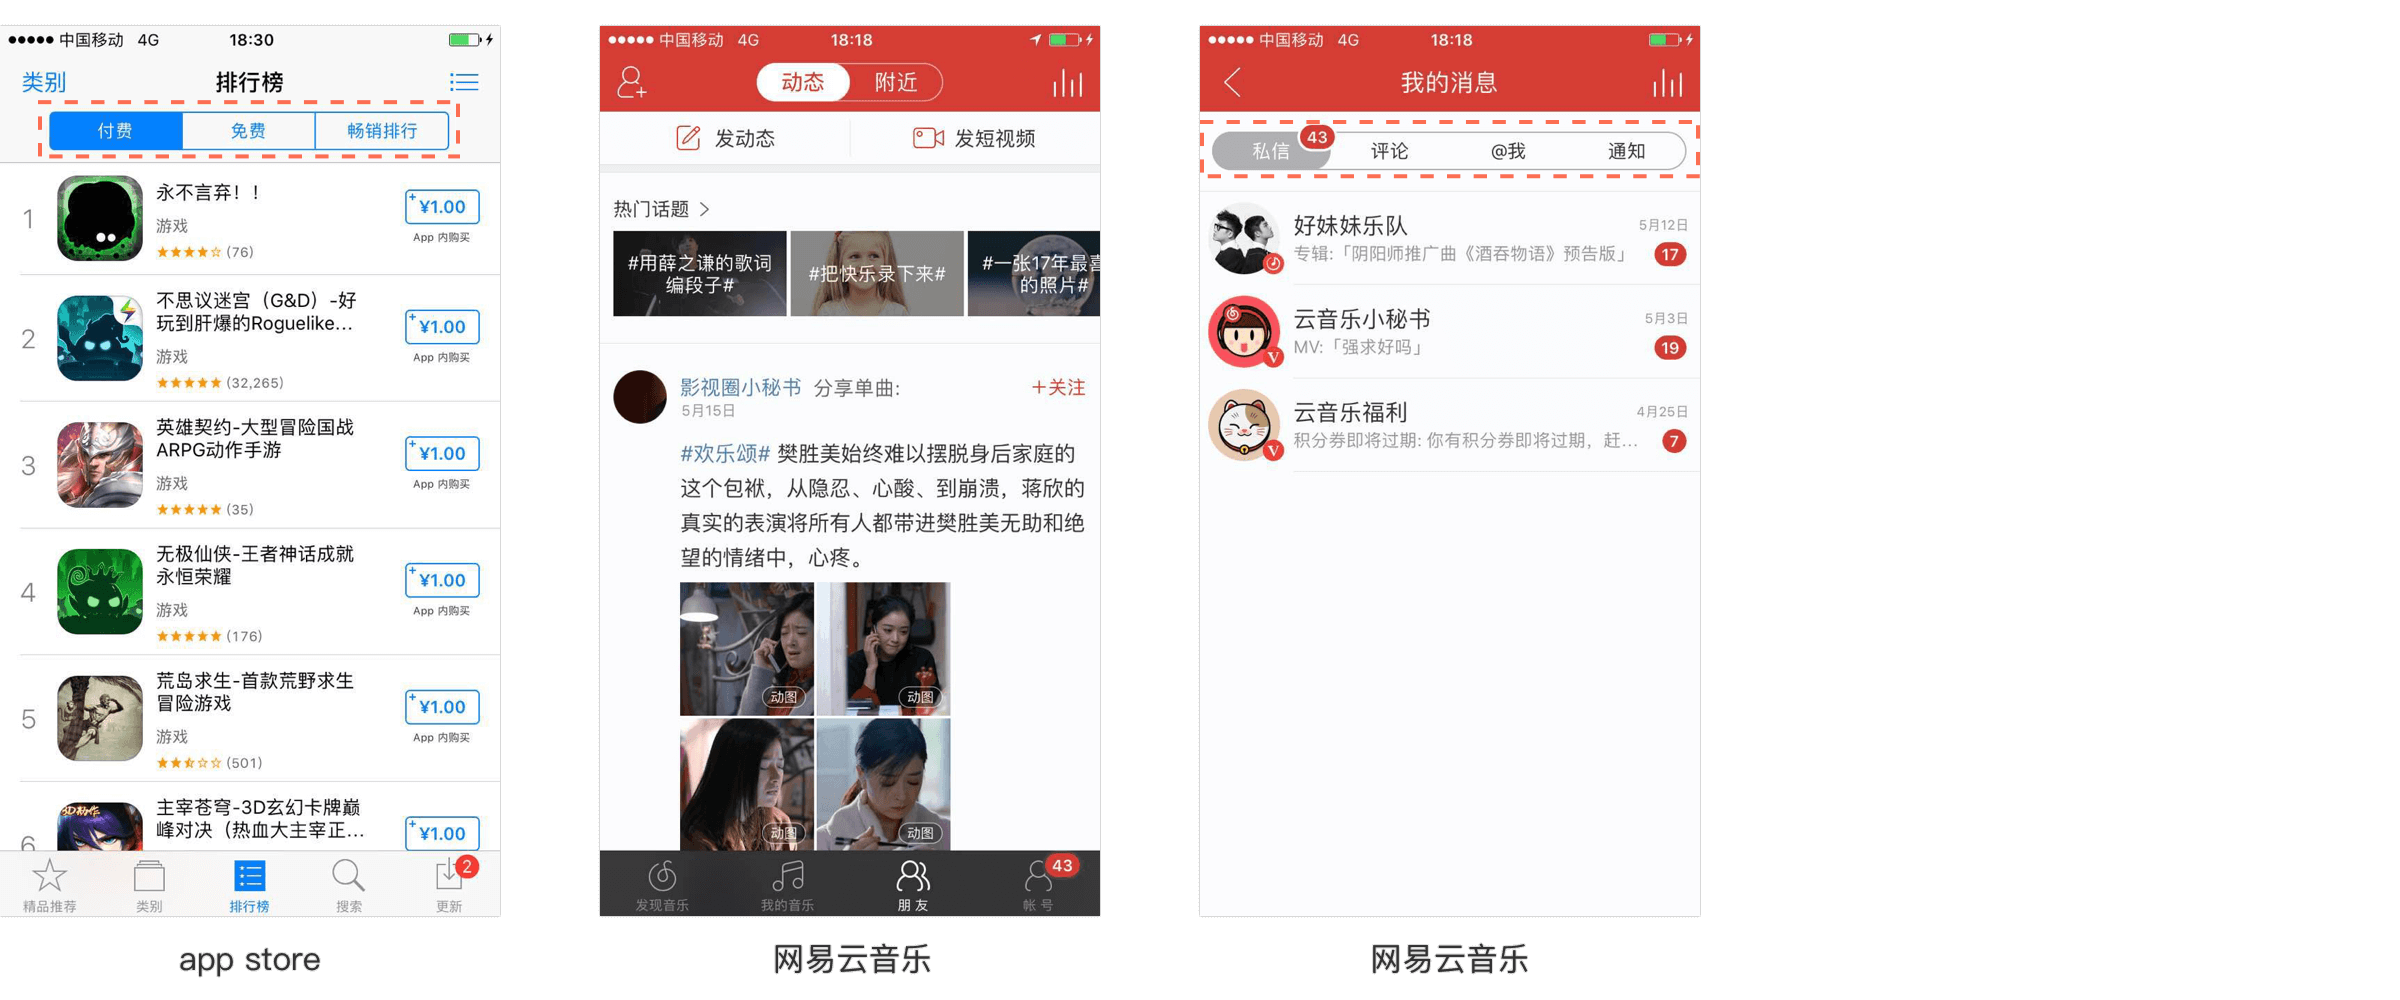 中国移动 4G 18:30
类别 排行榜
付费 免费 畅销排行
1
永不言弃！！
游戏
(76)
+ ¥1.00
App 内购买
2
不思议迷宫（G&D）-好
玩到肝爆的Roguelike...
游戏
(32,265)
+ ¥1.00
App 内购买
3
英雄契约-大型冒险国战
ARPG动作手游
游戏
(35)
+ ¥1.00
App 内购买
4
无极仙侠-王者神话成就
永恒荣耀
游戏
(176)
+ ¥1.00
App 内购买
5
荒岛求生-首款荒野求生
冒险游戏
游戏
(501)
+ ¥1.00
App 内购买
6
主宰苍穹-3D玄幻卡牌巅
峰对决（热血大主宰正...
+ ¥1.00
精品推荐 类别 排行榜 搜索 更新
2
app store
中国移动 4G 18:18
动态 附近
发动态 发短视频
热门话题 >
#用薛之谦的歌词
编段子#
#把快乐录下来#
#一张17年最喜
的照片#
影视圈小秘书 分享单曲:
+关注
5月15日
#欢乐颂# 樊胜美始终难以摆脱身后家庭的
这个包袱，从隐忍、心酸、到崩溃，蒋欣的
真实的表演将所有人都带进樊胜美无助和绝
望的情绪中，心疼。
动图 动图
动图 动图
发现音乐 我的音乐 朋友 帐号
43
网易云音乐
中国移动 4G 18:18
我的消息
私信 43 评论 @我 通知
好妹妹乐队
5月12日
专辑:「阴阳师推广曲《酒吞物语》预告版」
17
云音乐小秘书
5月3日
MV:「强求好吗」
19
V
云音乐福利
4月25日
积分券即将过期: 你有积分券即将过期，赶...
7
V
网易云音乐